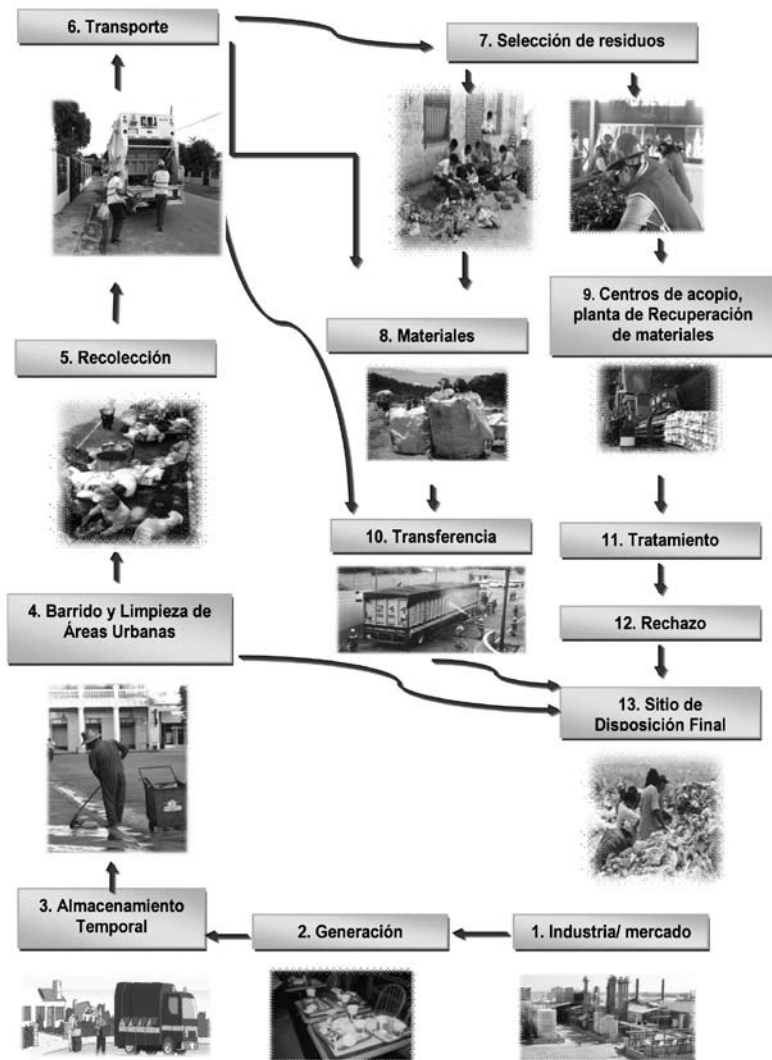 6. Transporte
7. Selección de residuos
9. Centros de acopio,
planta de Recuperación
de materiales
8. Materiales
5. Recolección
10. Transferencia
11. Tratamiento
4. Barrido y Limpieza de
Áreas Urbanas
12. Rechazo
13. Sitio de
Disposición Final
3. Almacenamiento
Temporal
2. Generación
1. Industria/ mercado